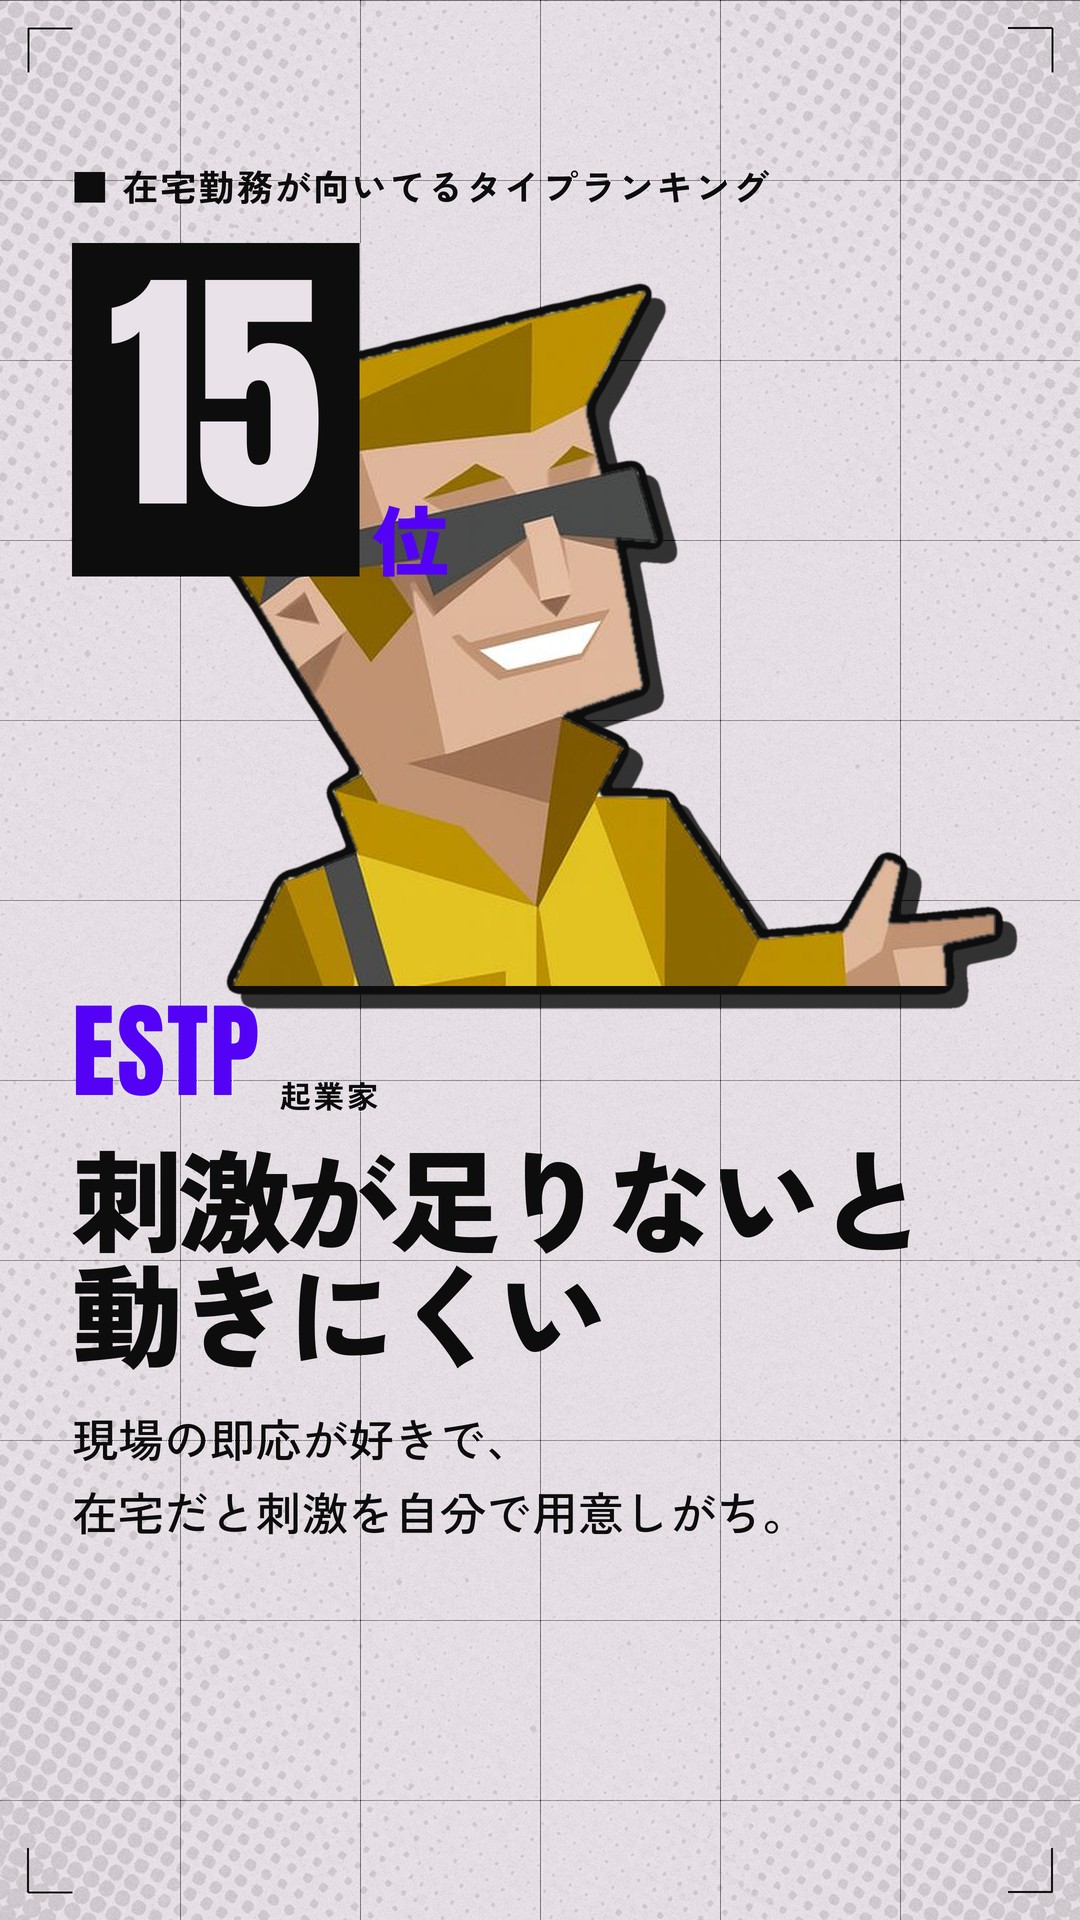 ■ 在宅勤務が向いてるタイプランキング
15位
ESTP 起業家
刺激が足りないと
動きにくい
現場の即応が好きで、
在宅だと刺激を自分で用意しがち。